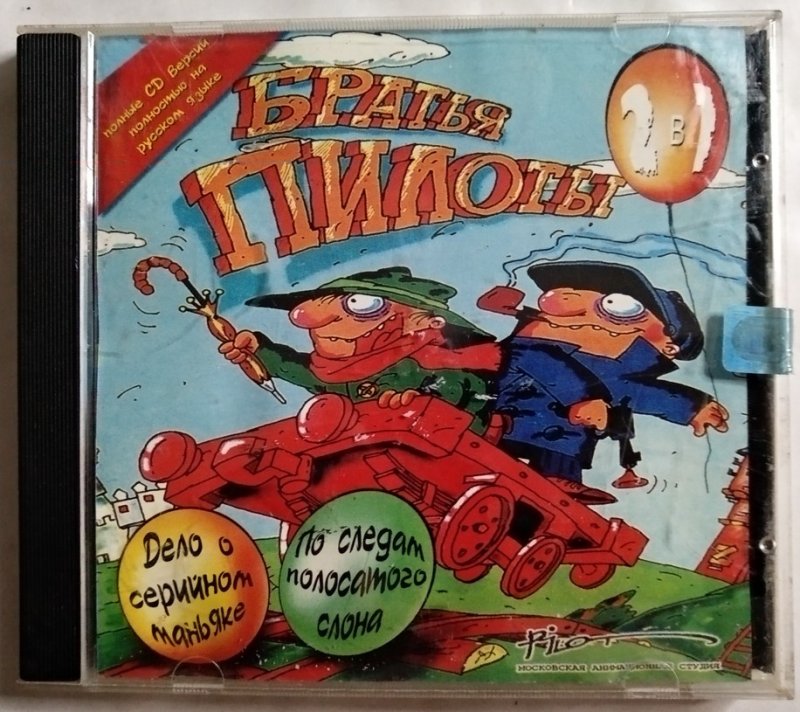 полные CD версии
полностью на
русском языке
БРАТЬЯ
ПИЛОТЫ
2 в 1
Дело о
серийном
маньяке
По следам
полосатого
слона
PILOT
МОСКОВСКАЯ АНИМАЦИОННАЯ СТУДИЯ